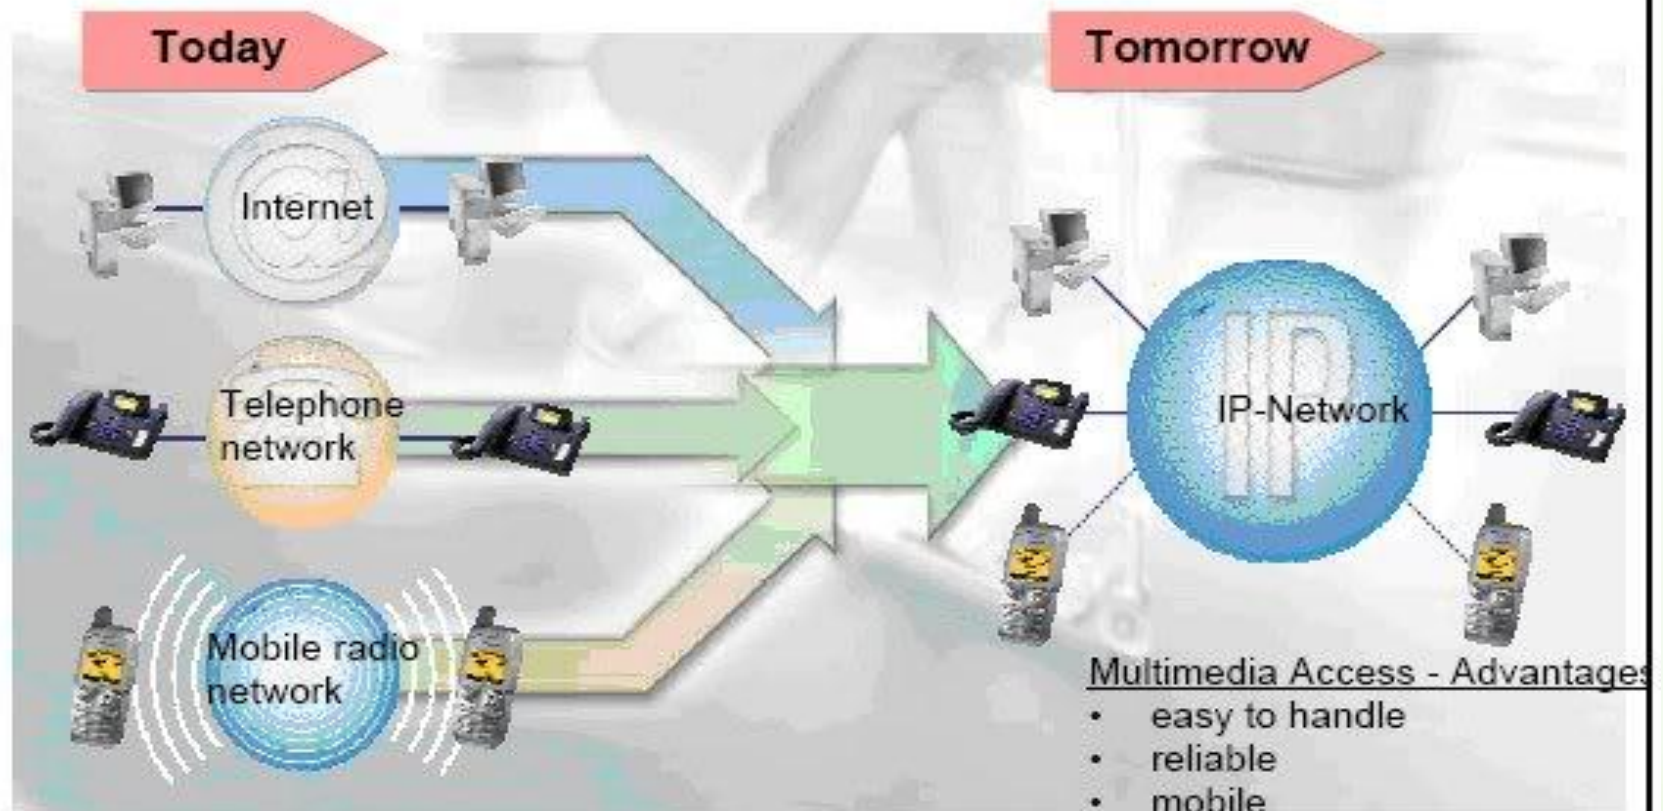 Today
Tomorrow
Internet
Telephone
network
Mobile radio
network
IP
IP-Network
Multimedia Access - Advantages
• easy to handle
• reliable
• mobile